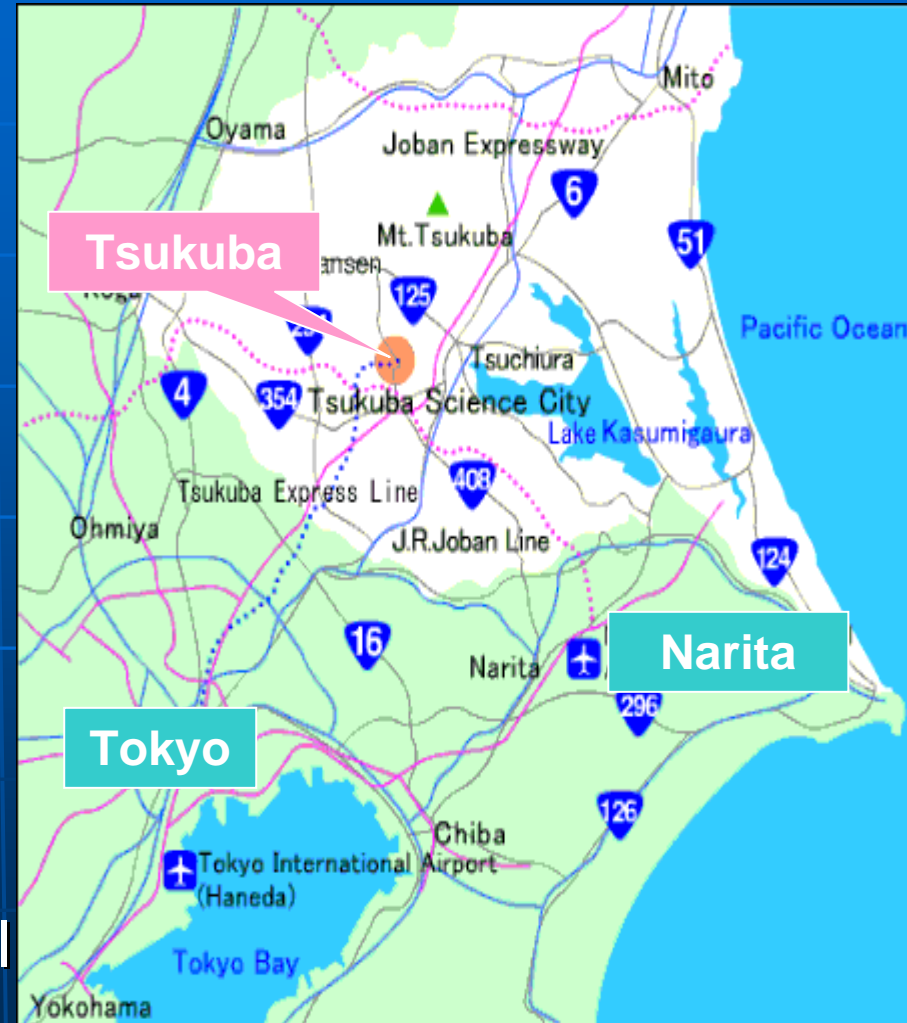 Mito
Oyama
Joban Expressway
6
Mt.Tsukuba
51
Tsukuba
125
Pacific Ocean
Tsuchiura
4
354
Tsukuba Science City
Lake Kasumigaura
408
Tsukuba Express Line
Ohmiya
J.R.Joban Line
124
16
Narita
Narita
296
Tokyo
126
Chiba
Tokyo International Airport
(Haneda)
Tokyo Bay
Yokohama